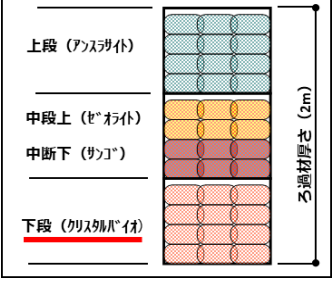 上段（ｱﾝｽﾗｻｲﾄ）
中段上（ｾﾞｵﾗｲﾄ）
中断下（ｻﾝｺﾞ）
下段（ｸﾘｽﾀﾙﾊﾞｲｵ）
ろ過材厚さ（2m）